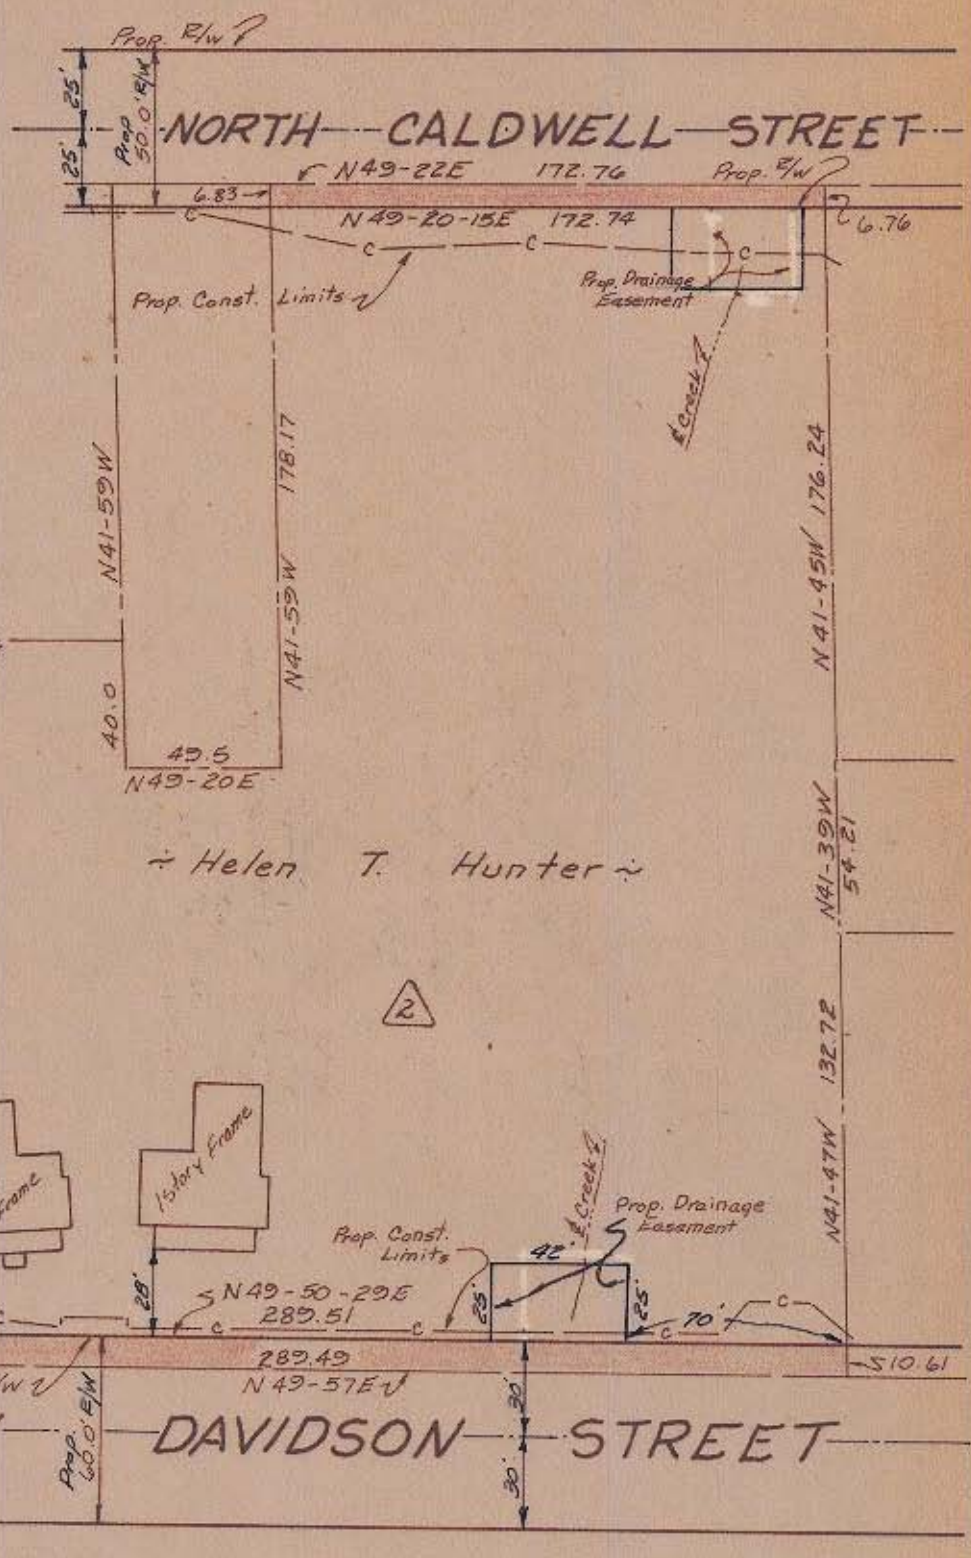 Prop. R/W
25'
25'
Prop 50.0' R/W
NORTH CALDWELL STREET
N49-22E 172.76
Prop. R/W
6.83
N49-20-15E 172.74
6.76
C
C
C
C
Prop. Const. Limits
Prop. Drainage
Easement
℄ Creek
N41-59W
178.17
N41-59W
N41-45W 176.24
40.0
49.5
N49-20E
N41-39W
54.21
~ Helen T. Hunter ~
2
N41-47W 132.72
Frame
1 Story Frame
℄ Creek
Prop. Drainage
Easement
Prop. Const.
Limits
42'
25'
25'
28'
N49-50-29E
289.51
C
C
C
C
C
70'
289.49
N49-57E
10.61
/W
Prop.
60.0' R/W
30'
DAVIDSON STREET
30'